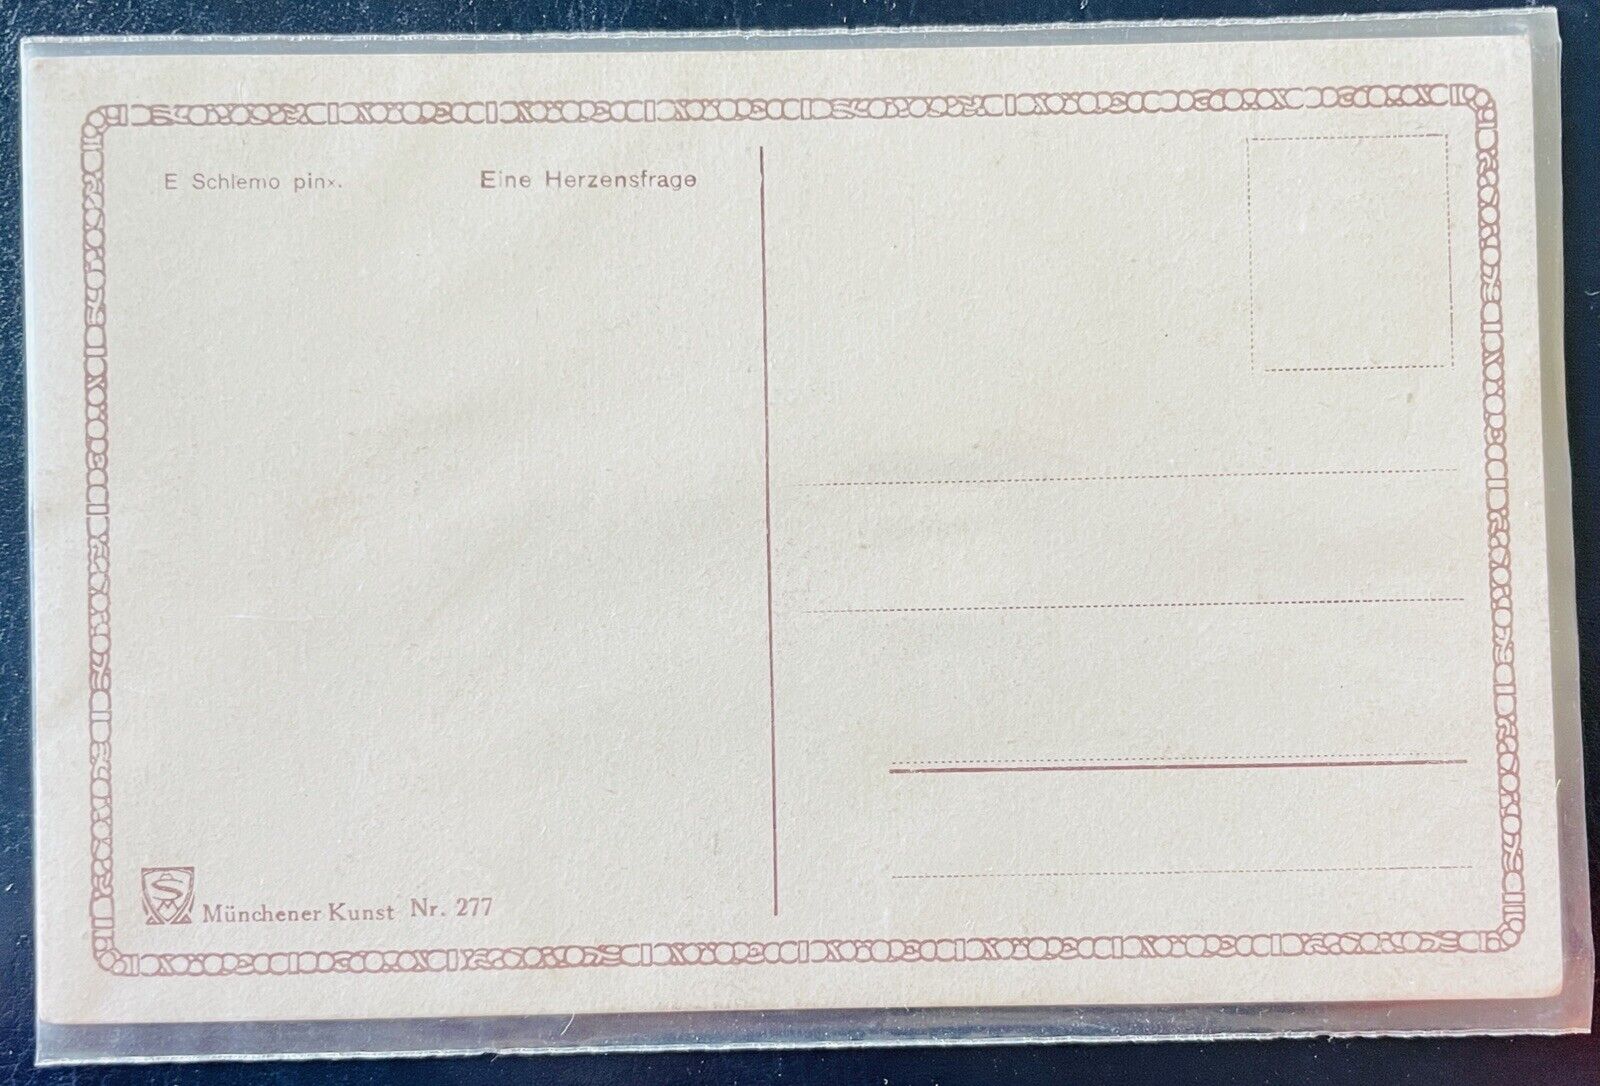 E Schlemo pinx.
Eine Herzensfrage
Münchener Kunst Nr. 277